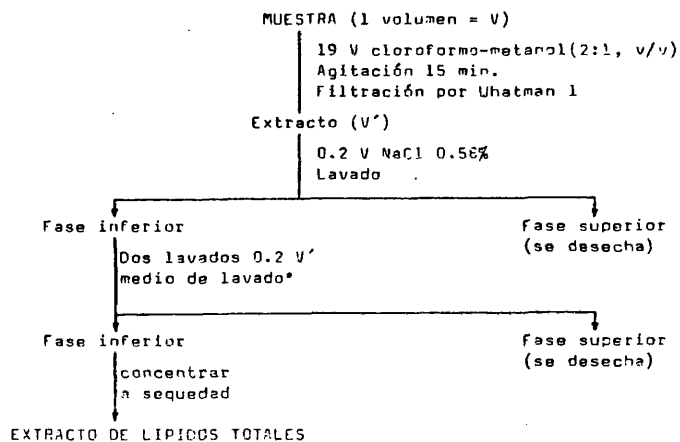 MUESTRA (1 volumen = V)
19 V cloroformo-metanol(2:1, v/v)
Agitación 15 min.
Filtración por Whatman 1
Extracto (V´)
0.2 V NaCl 0.56%
Lavado
Fase inferior
Fase superior
(se desecha)
Dos lavados 0.2 V´
medio de lavado*
Fase inferior
Fase superior
(se desecha)
concentrar
a sequedad
EXTRACTO DE LIPIDOS TOTALES